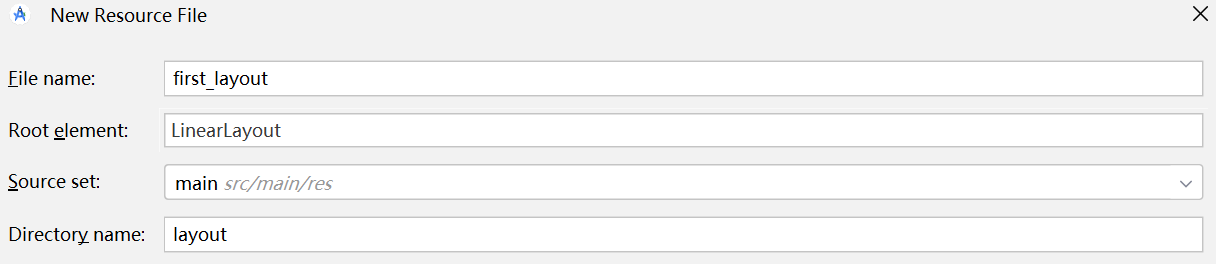 New Resource File
File name: first_layout
Root element: LinearLayout
Source set: main src/main/res
Directory name: layout